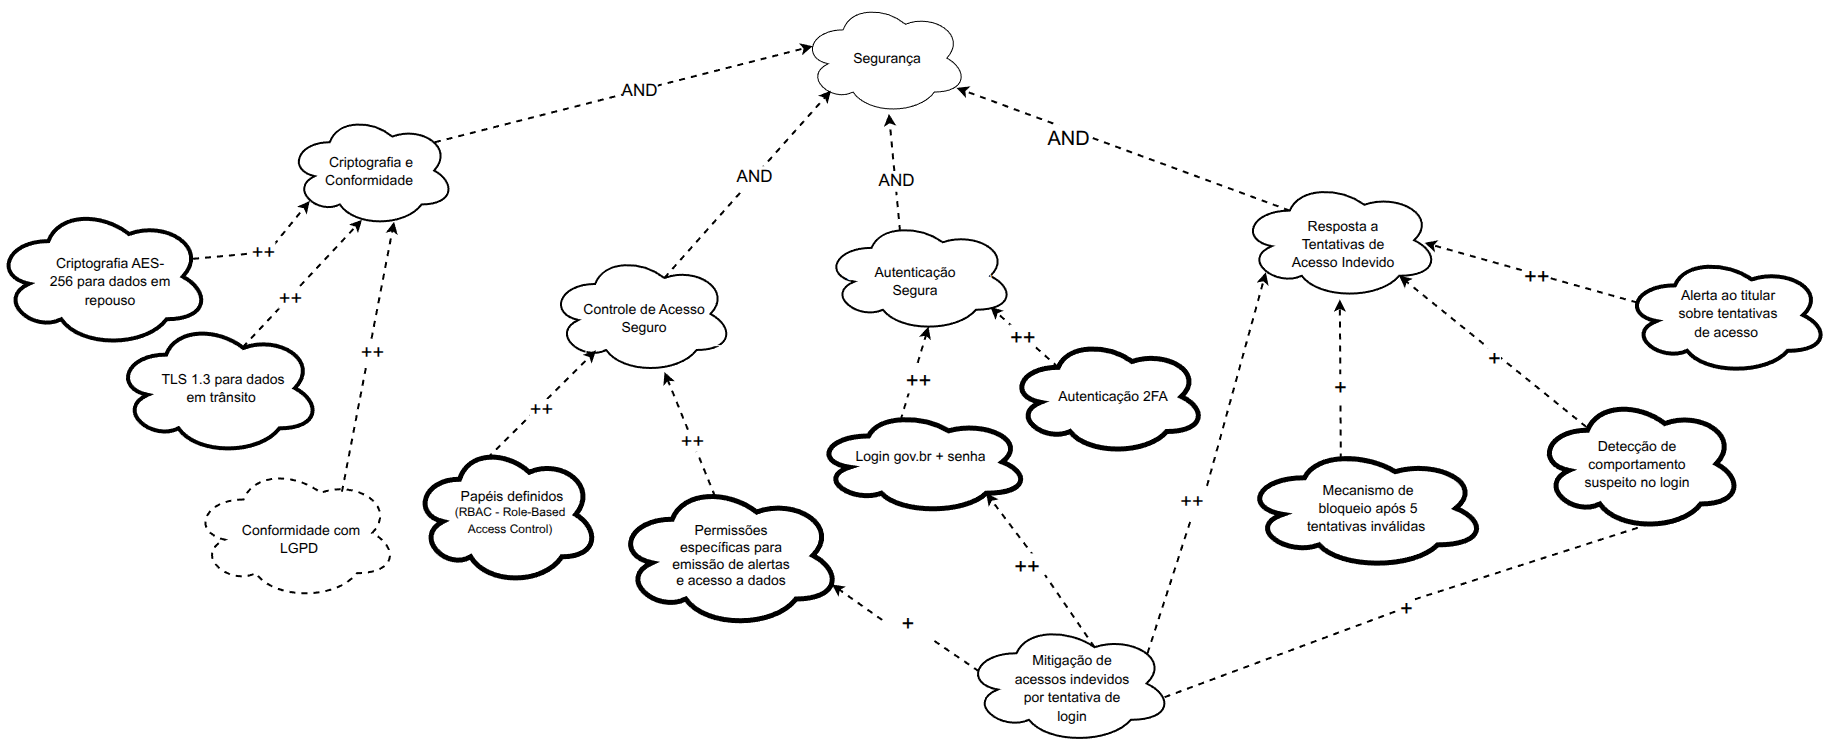 Segurança
AND
AND
AND
AND
Criptografia e
Conformidade
Criptografia AES-
256 para dados em
repouso
++
++
++
TLS 1.3 para dados
em trânsito
Conformidade com
LGPD
Controle de Acesso
Seguro
++
++
Papéis definidos
(RBAC - Role-Based
Access Control)
Permissões
específicas para
emissão de alertas
e acesso a dados
Autenticação
Segura
++
++
Login gov.br + senha
Autenticação 2FA
Resposta a
Tentativas de
Acesso Indevido
++
+
+
++
Alerta ao titular
sobre tentativas
de acesso
Detecção de
comportamento
suspeito no login
Mecanismo de
bloqueio após 5
tentativas inválidas
++
+
+
Mitigação de
acessos indevidos
por tentativa de
login